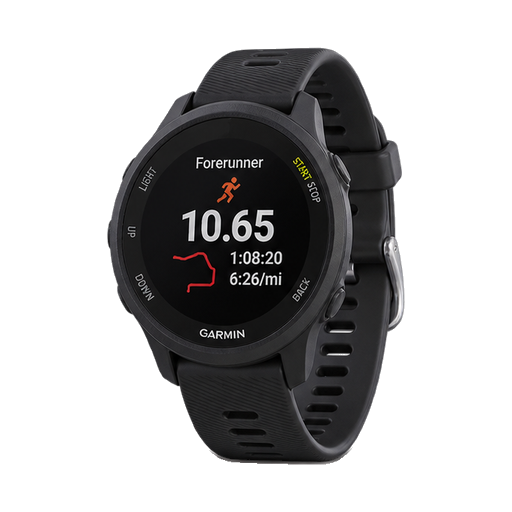 Forerunner
10.65
1:08:20
6:26/mi
GARMIN
LIGHT
UP
DOWN
START STOP
BACK